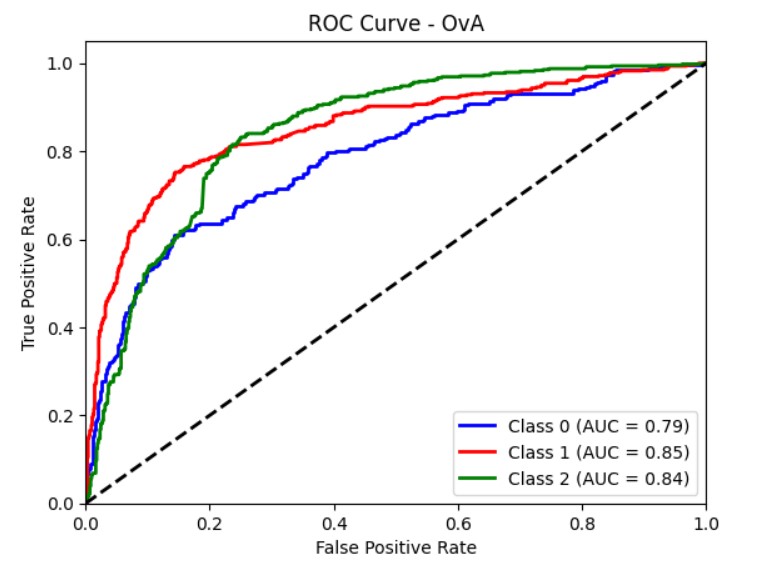 ROC Curve - OvA
True Positive Rate
1.0
0.8
0.6
0.4
0.2
0.0
0.0 0.2 0.4 0.6 0.8 1.0
False Positive Rate
Class 0 (AUC = 0.79)
Class 1 (AUC = 0.85)
Class 2 (AUC = 0.84)